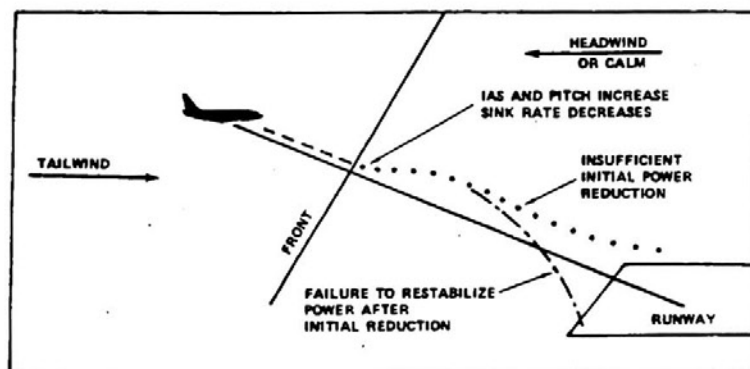 HEADWIND
OR CALM
IAS AND PITCH INCREASE
SINK RATE DECREASES
TAILWIND
INSUFFICIENT
INITIAL POWER
REDUCTION
FRONT
FAILURE TO RESTABILIZE
POWER AFTER
INITIAL REDUCTION
RUNWAY